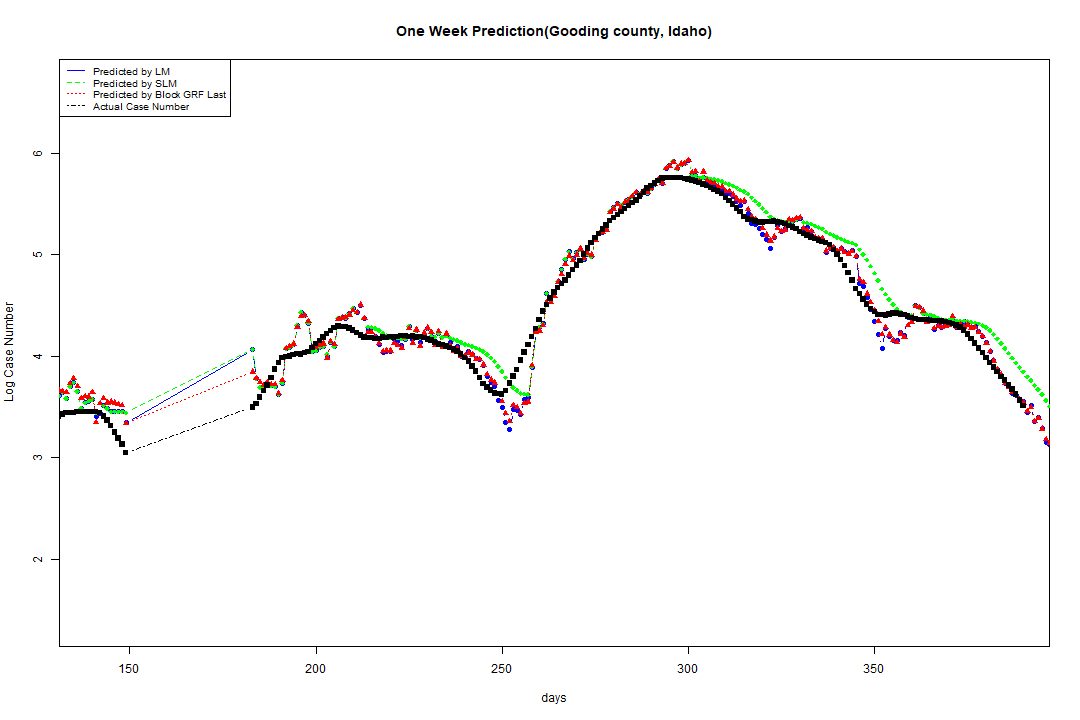 One Week Prediction(Gooding county, Idaho)
Predicted by LM
Predicted by SLM
Predicted by Block GRF Last
Actual Case Number
6
5
4
3
2
Log Case Number
150 200 250 300 350
days